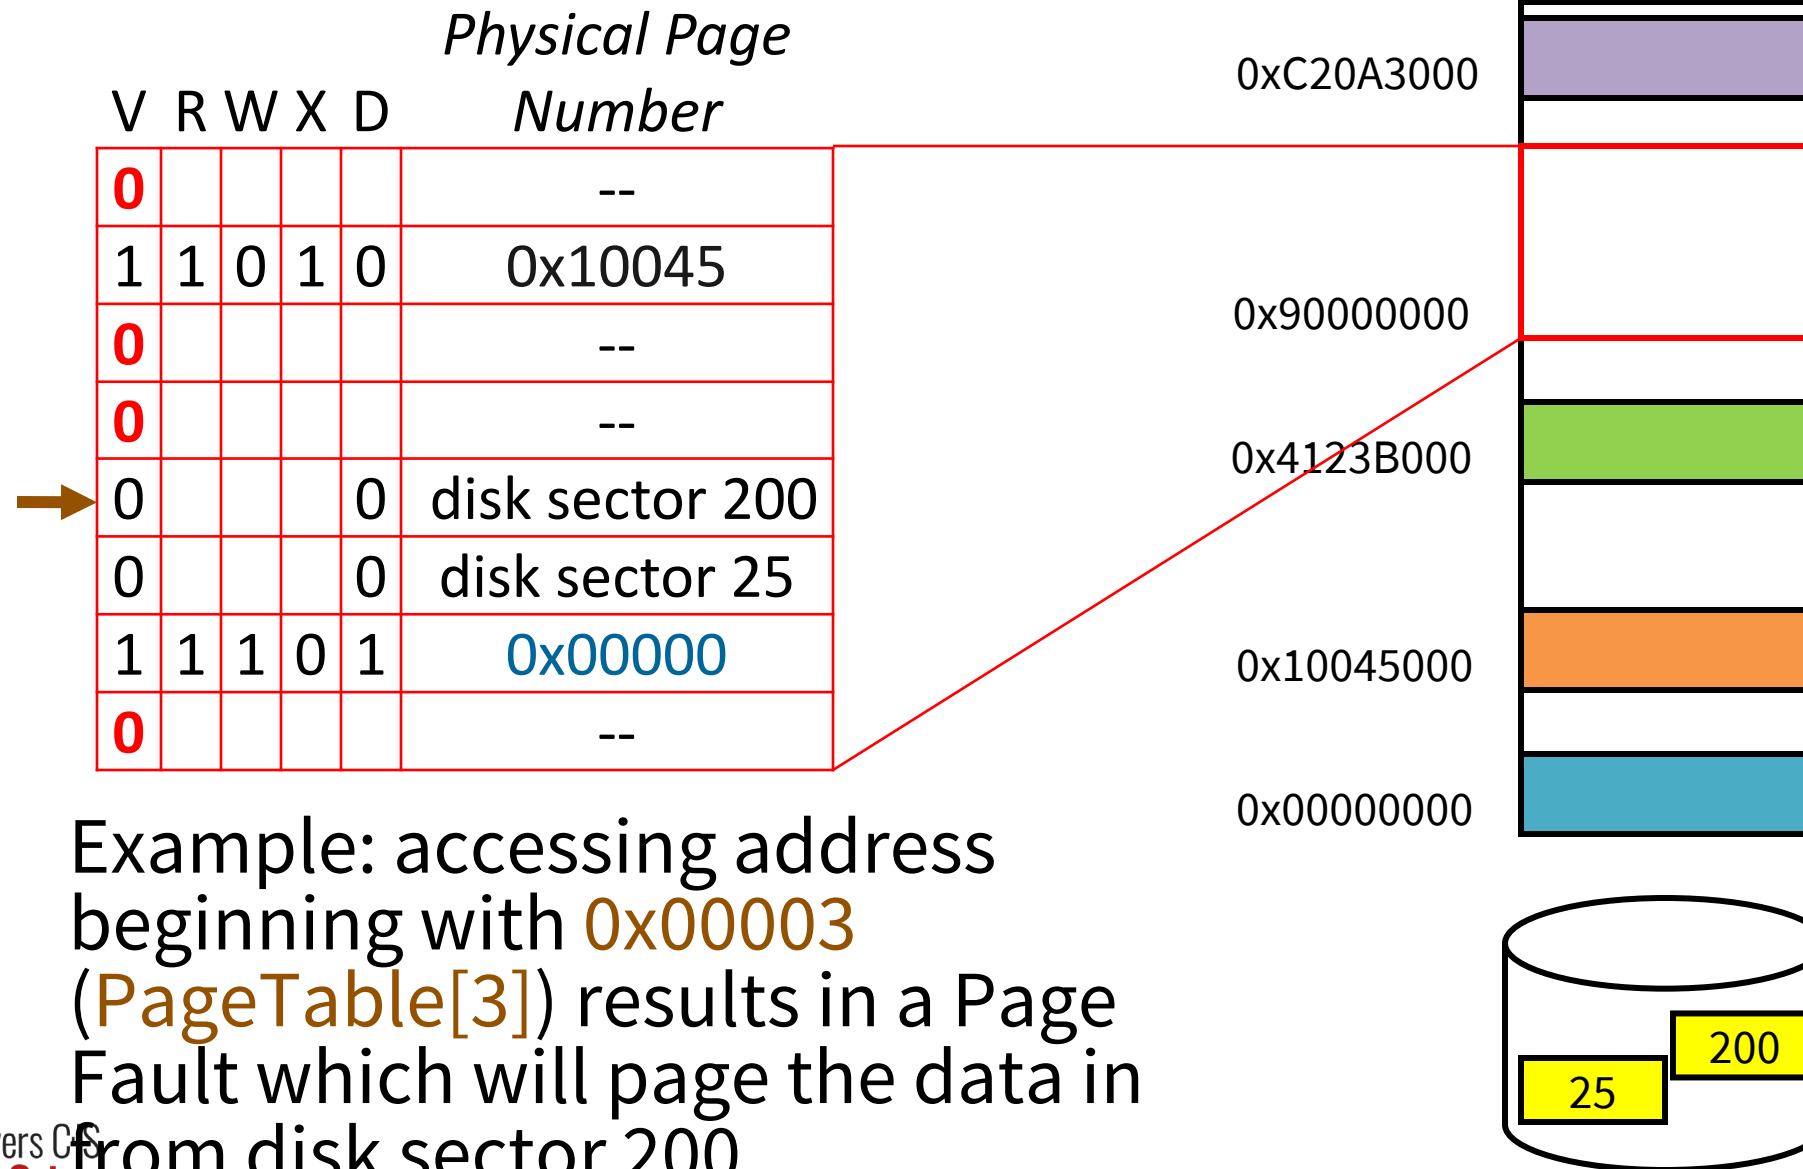 Physical Page
V R W X D Number
0 --
1 1 0 1 0 0x10045
0 --
0 --
0 0 disk sector 200
0 0 disk sector 25
1 1 1 0 1 0x00000
0 --
0xC20A3000
0x90000000
0x4123B000
0x10045000
0x00000000
Example: accessing address
beginning with 0x00003
(PageTable[3]) results in a Page
Fault which will page the data in
from disk sector 200
200
25